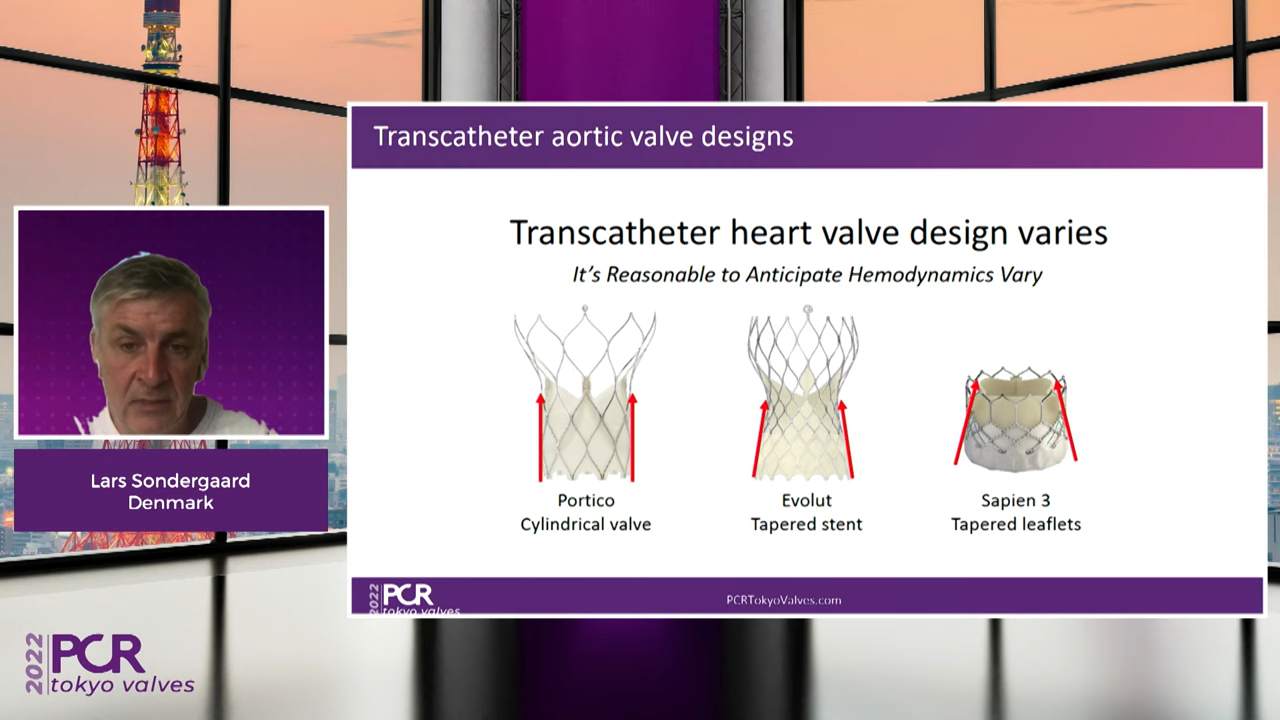 Transcatheter aortic valve designs
Transcatheter heart valve design varies
It's Reasonable to Anticipate Hemodynamics Vary
Portico
Cylindrical valve
Evolut
Tapered stent
Sapien 3
Tapered leaflets
2022
PCR
tokyo valves
PCRTokyoValves.com
Lars Sondergaard
Denmark
2022
PCR
tokyo valves